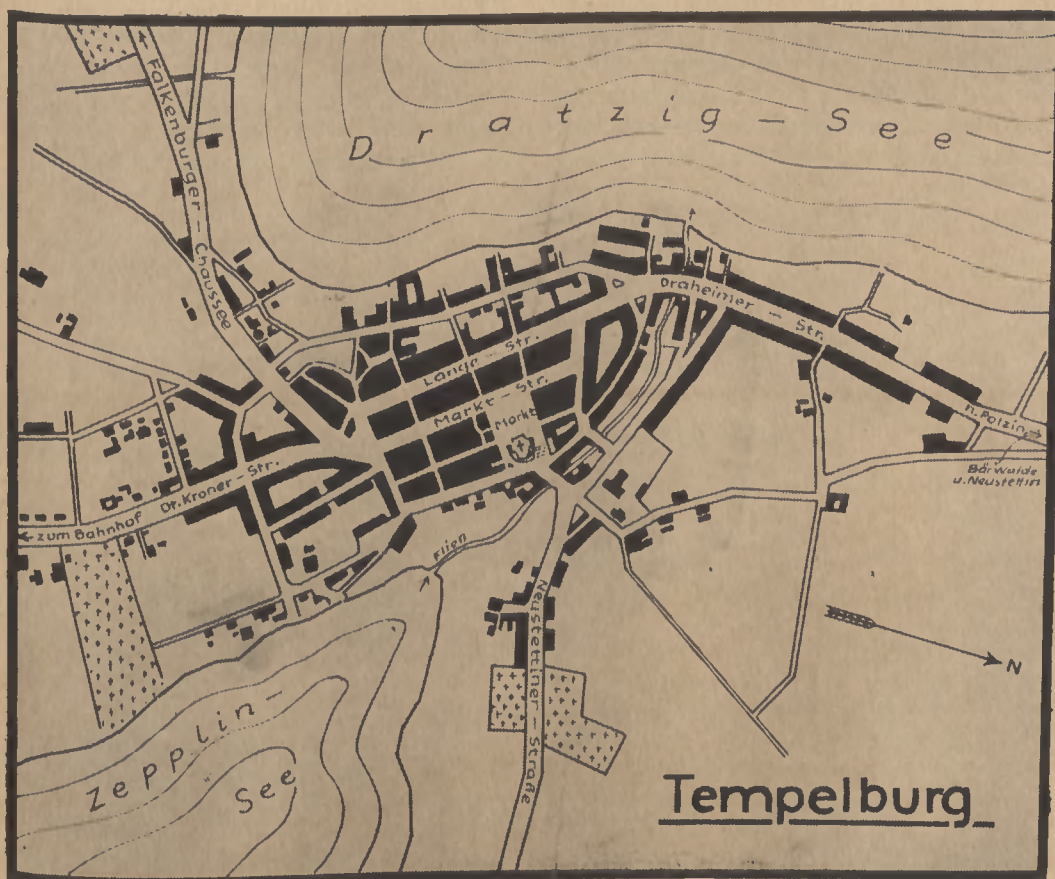 Falkenburger-Chaussee
Dratzig-See
Draheimer-Str.
Lange-Str.
Markt-Str.
Markt
n. Polzin
Bärwalde
u. Neustettin
Dr. Kroner-Str.
zum Bahnhof
Fließ
Neustettiner-Straße
N
Zepplin-
See
Tempelburg